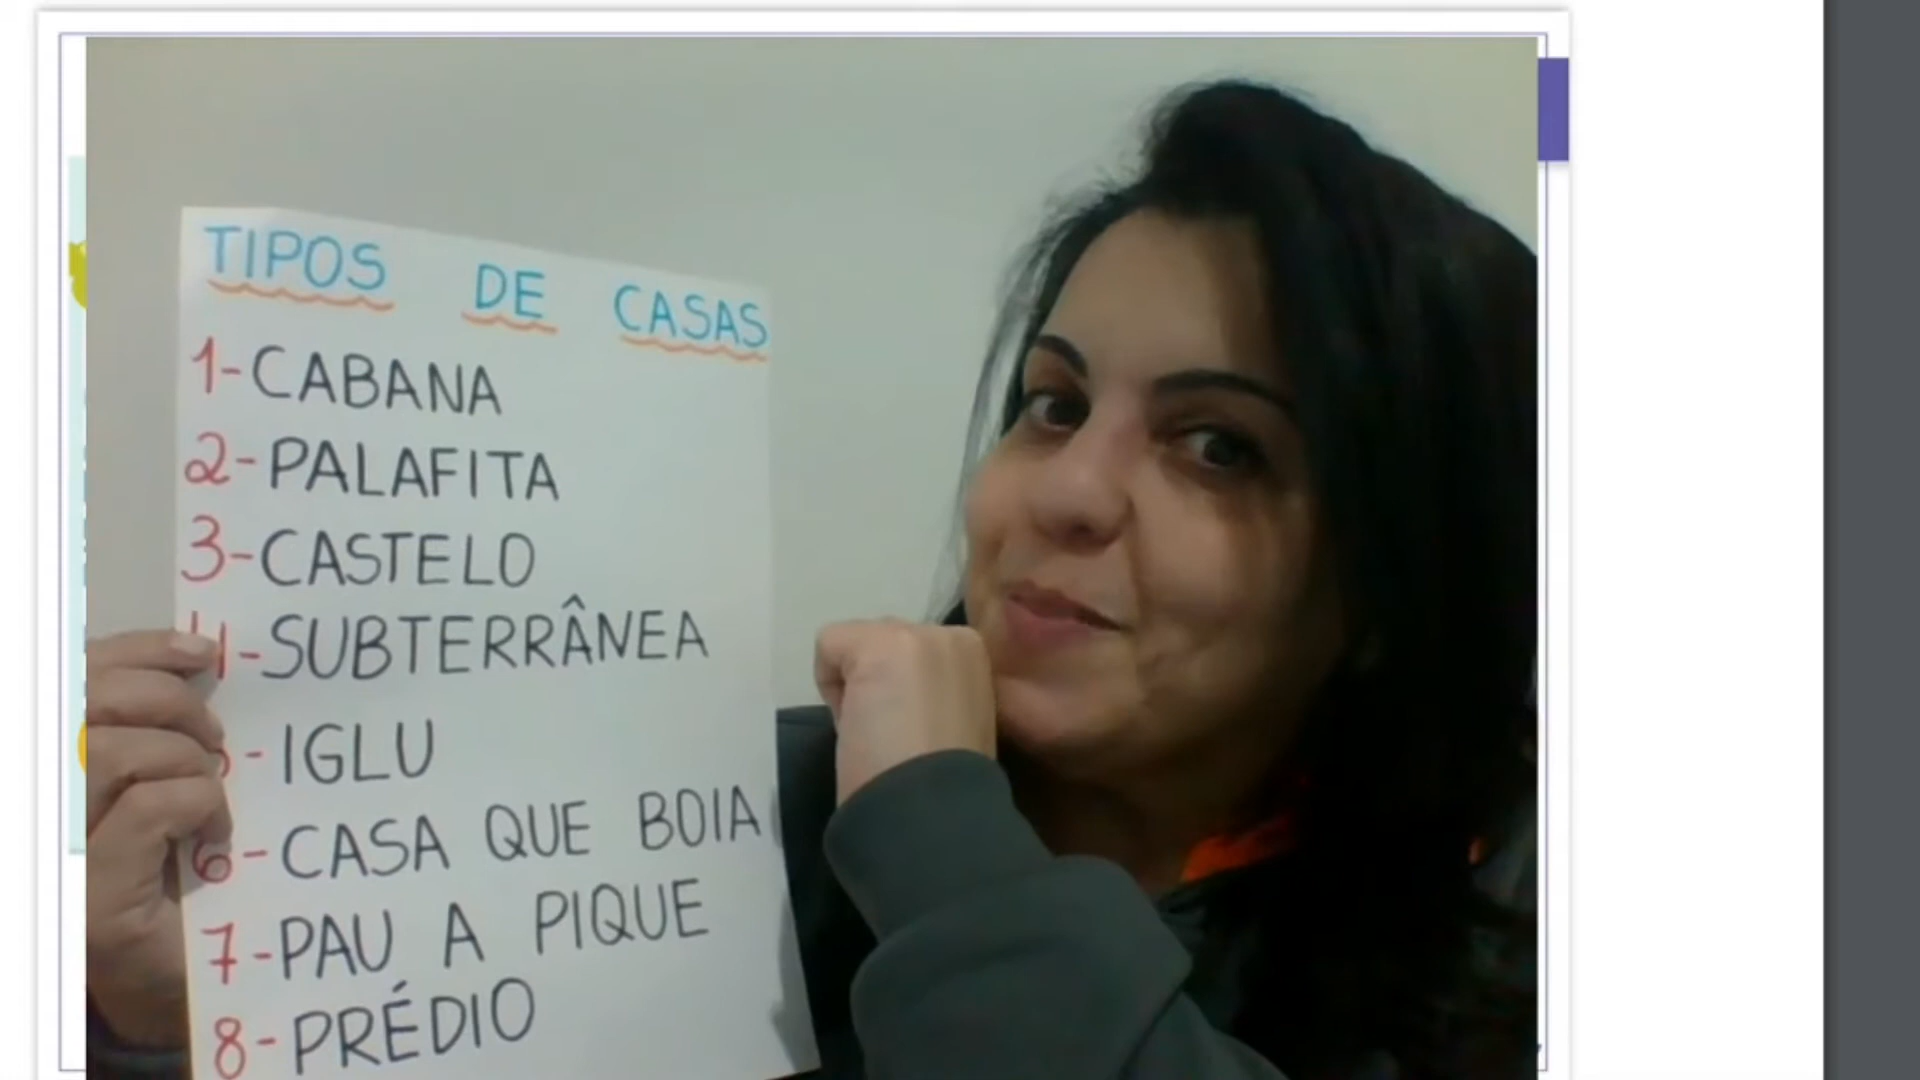 TIPOS DE CASAS
1-CABANA
2-PALAFITA
3-CASTELO
4-SUBTERRÂNEA
5-IGLU
6-CASA QUE BOIA
7-PAU A PIQUE
8-PRÉDIO